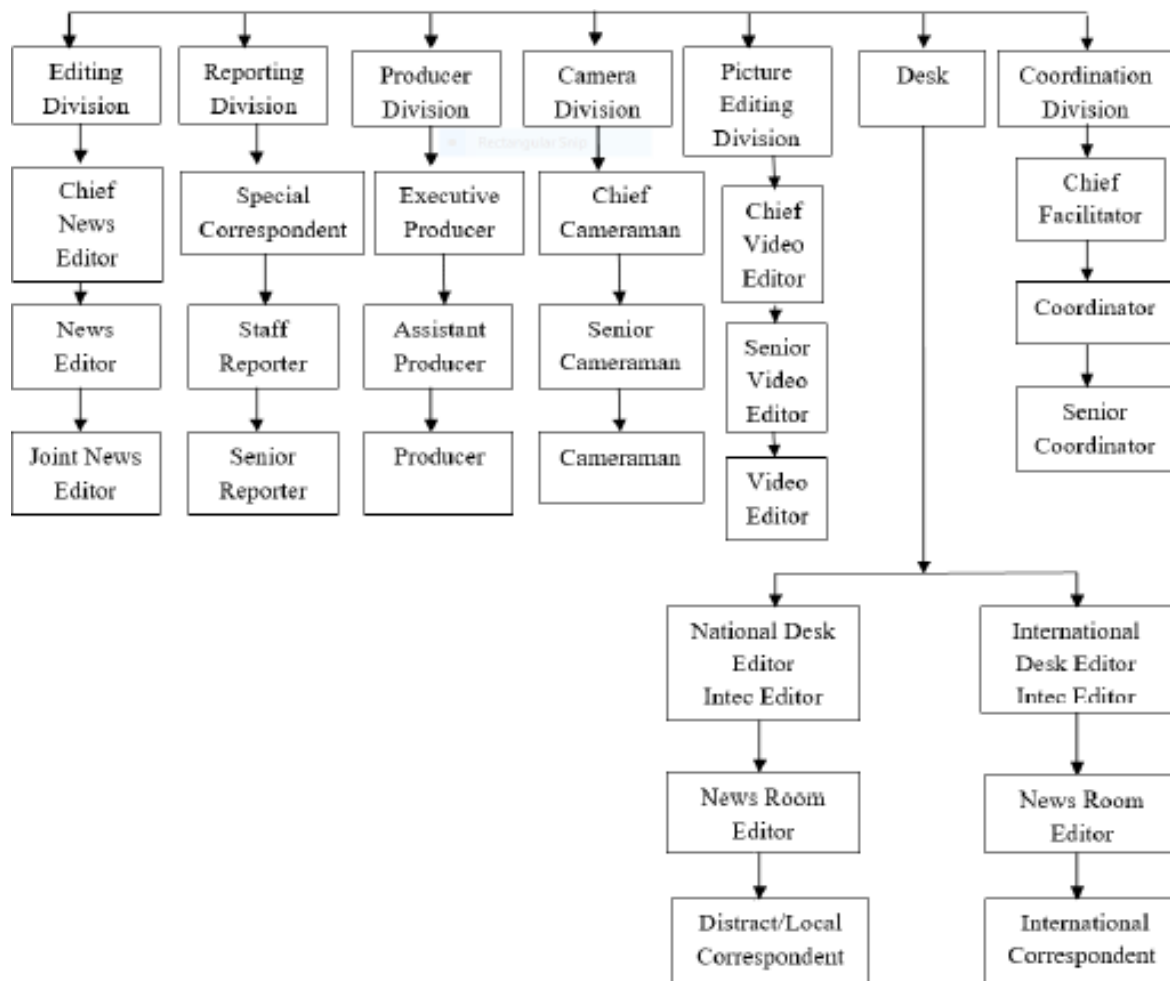 Editing
Division
Reporting
Division
Producer
Division
Camera
Division
Picture
Editing
Division
Desk
Coordination
Division
Rectangular Snip
Chief
News
Editor
Special
Correspondent
Executive
Producer
Chief
Cameraman
Chief
Video
Editor
Chief
Facilitator
News
Editor
Staff
Reporter
Assistant
Producer
Senior
Cameraman
Senior
Video
Editor
Coordinator
Joint News
Editor
Senior
Reporter
Producer
Cameraman
Video
Editor
Senior
Coordinator
National Desk
Editor
Intec Editor
International
Desk Editor
Intec Editor
News Room
Editor
News Room
Editor
Distract/Local
Correspondent
International
Correspondent